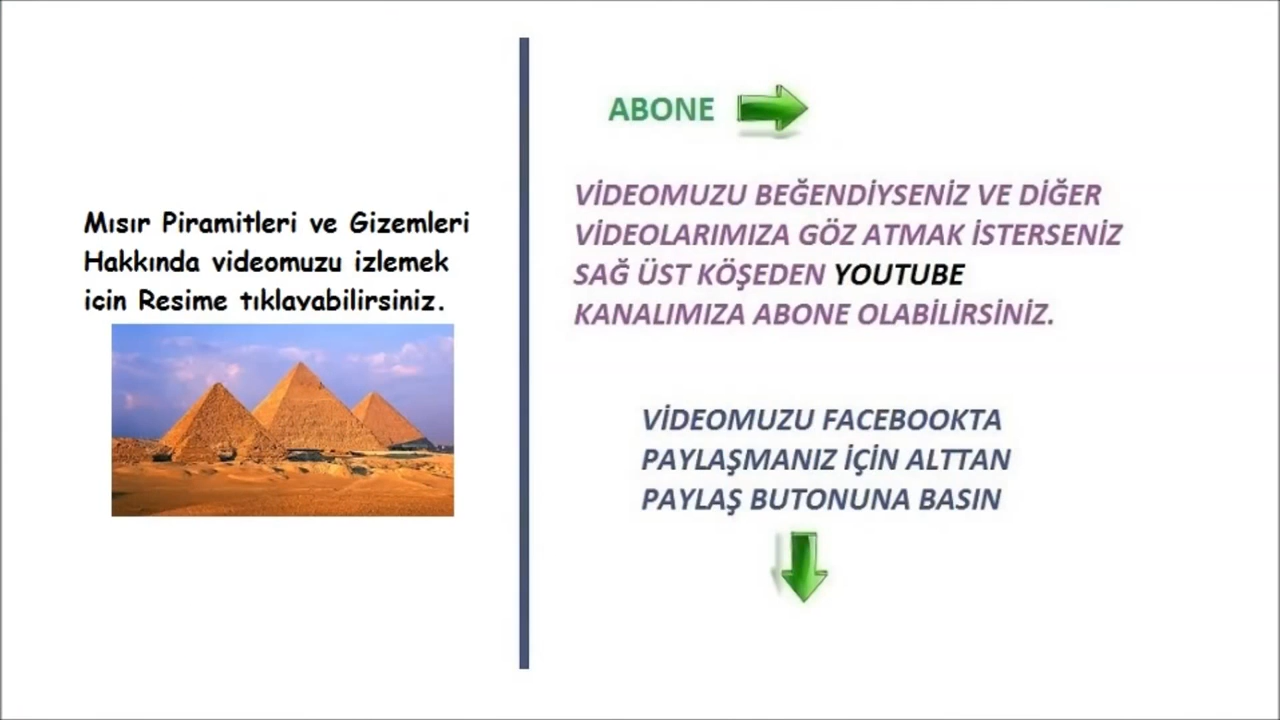 Mısır Piramitleri ve Gizemleri
Hakkında videomuzu izlemek
için Resime tıklayabilirsiniz.
ABONE
VİDEOMUZU BEĞENDİYSENİZ VE DİĞER
VİDEOLARIMIZA GÖZ ATMAK İSTERSENİZ
SAĞ ÜST KÖŞEDEN YOUTUBE
KANALIMIZA ABONE OLABİLİRSİNİZ.
VİDEOMUZU FACEBOOKTA
PAYLAŞMANIZ İÇİN ALTTAN
PAYLAŞ BUTONUNA BASIN